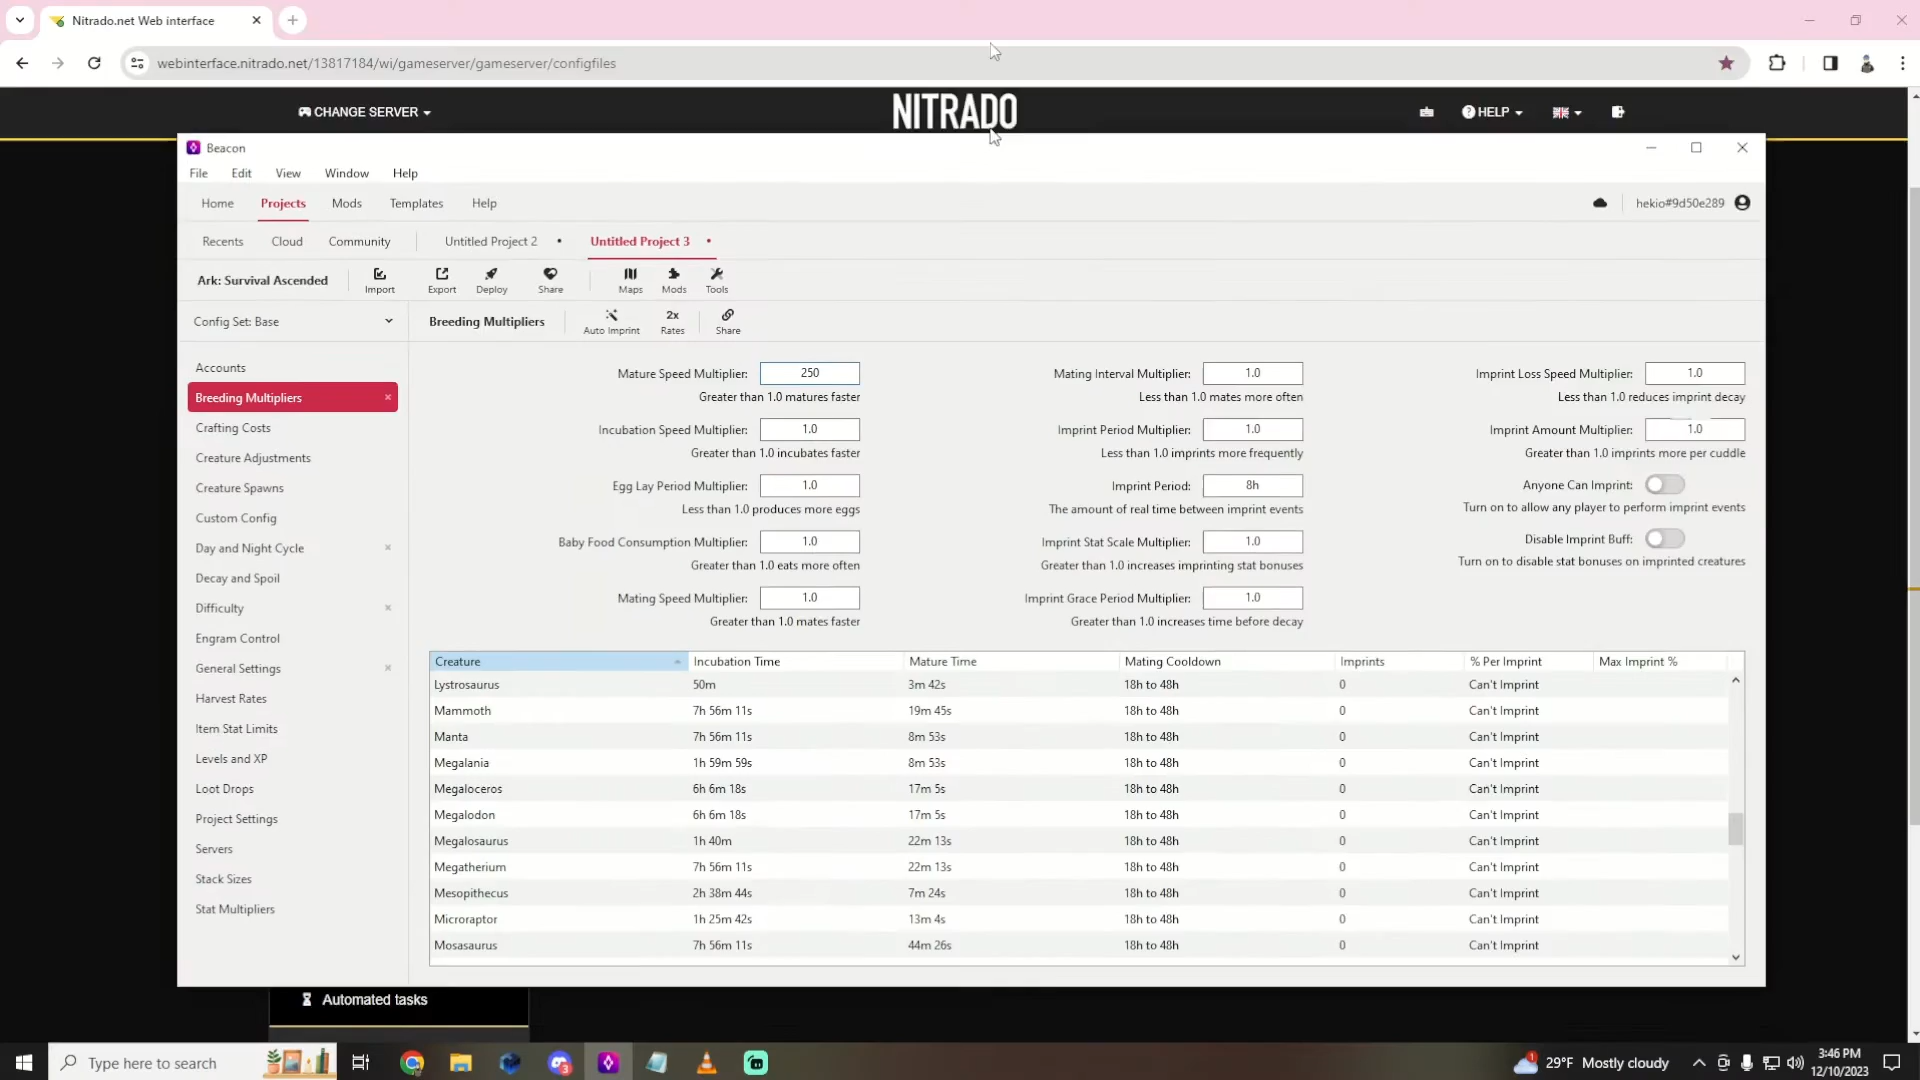 Nitrado.net Web interface
webinterface.nitrado.net/13817184/wi/gameserver/gameserver/configfiles
CHANGE SERVER
NITRADO
HELP
Beacon
File Edit View Window Help
Home Projects Mods Templates Help
hekio#9d50e289
Recents Cloud Community Untitled Project 2 • Untitled Project 3 •
Ark: Survival Ascended Import Export Deploy Share Maps Mods Tools
Config Set: Base
Breeding Multipliers Auto Imprint 2x Rates Share
Accounts
Breeding Multipliers
Crafting Costs
Creature Adjustments
Creature Spawns
Custom Config
Day and Night Cycle
Decay and Spoil
Difficulty
Engram Control
General Settings
Harvest Rates
Item Stat Limits
Levels and XP
Loot Drops
Project Settings
Servers
Stack Sizes
Stat Multipliers
Mature Speed Multiplier: 250
Greater than 1.0 matures faster
Incubation Speed Multiplier: 1.0
Greater than 1.0 incubates faster
Egg Lay Period Multiplier: 1.0
Less than 1.0 produces more eggs
Baby Food Consumption Multiplier: 1.0
Greater than 1.0 eats more often
Mating Speed Multiplier: 1.0
Greater than 1.0 mates faster
Mating Interval Multiplier: 1.0
Less than 1.0 mates more often
Imprint Period Multiplier: 1.0
Less than 1.0 imprints more frequently
Imprint Period: 8h
The amount of real time between imprint events
Imprint Stat Scale Multiplier: 1.0
Greater than 1.0 increases imprinting stat bonuses
Imprint Grace Period Multiplier: 1.0
Greater than 1.0 increases time before decay
Imprint Loss Speed Multiplier: 1.0
Less than 1.0 reduces imprint decay
Imprint Amount Multiplier: 1.0
Greater than 1.0 imprints more per cuddle
Anyone Can Imprint:
Turn on to allow any player to perform imprint events
Disable Imprint Buff:
Turn on to disable stat bonuses on imprinted creatures
Creature Incubation Time Mature Time Mating Cooldown Imprints % Per Imprint Max Imprint %
Lystrosaurus 50m 3m 42s 18h to 48h 0 Can't Imprint
Mammoth 7h 56m 11s 19m 45s 18h to 48h 0 Can't Imprint
Manta 7h 56m 11s 8m 53s 18h to 48h 0 Can't Imprint
Megalania 1h 59m 59s 8m 53s 18h to 48h 0 Can't Imprint
Megaloceros 6h 6m 18s 17m 5s 18h to 48h 0 Can't Imprint
Megalodon 6h 6m 18s 17m 5s 18h to 48h 0 Can't Imprint
Megalosaurus 1h 40m 22m 13s 18h to 48h 0 Can't Imprint
Megatherium 7h 56m 11s 22m 13s 18h to 48h 0 Can't Imprint
Mesopithecus 2h 38m 44s 7m 24s 18h to 48h 0 Can't Imprint
Microraptor 1h 25m 42s 13m 4s 18h to 48h 0 Can't Imprint
Mosasaurus 7h 56m 11s 44m 26s 18h to 48h 0 Can't Imprint
Automated tasks
Type here to search
3
1
29°F Mostly cloudy
3:46 PM
12/10/2023